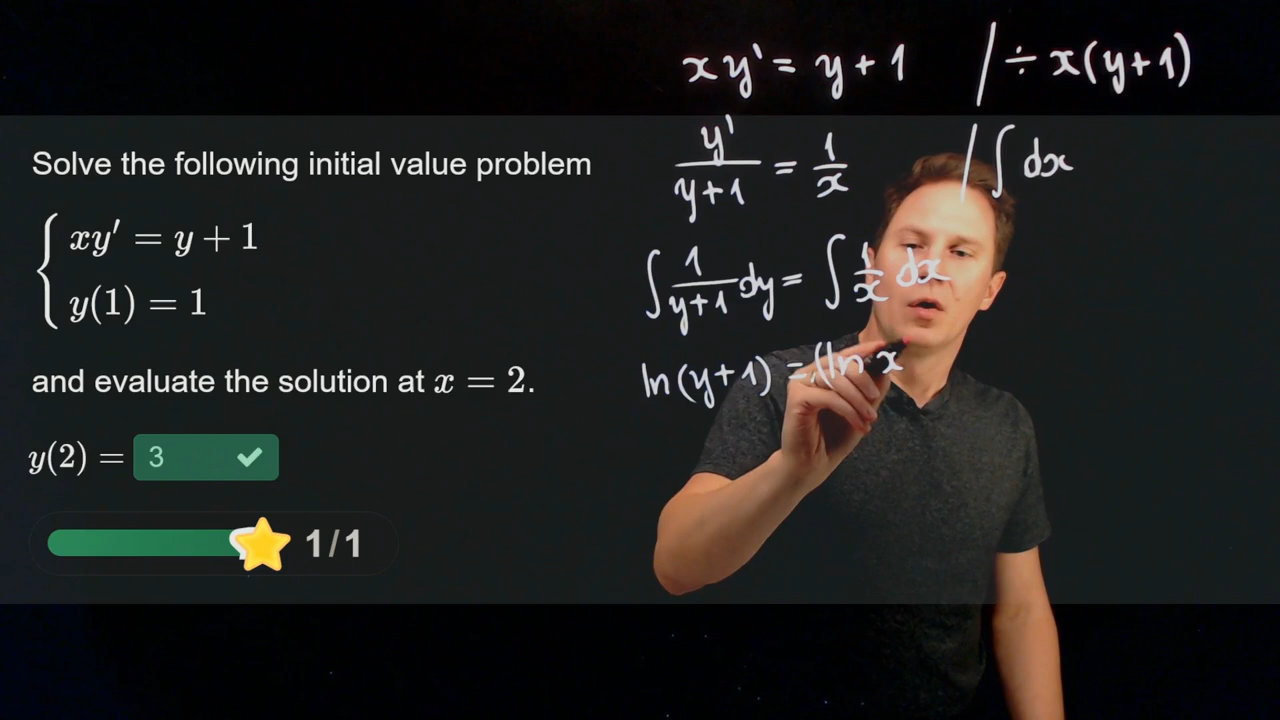 Solve the following initial value problem
xy′ = y + 1
y(1) = 1
and evaluate the solution at x = 2.
y(2) = 3
1/1
xy' = y + 1 / ÷ x(y+1)
y'/(y+1) = 1/x / ∫ dx
∫ 1/(y+1) dy = ∫ 1/x dx
ln(y+1) = (ln x